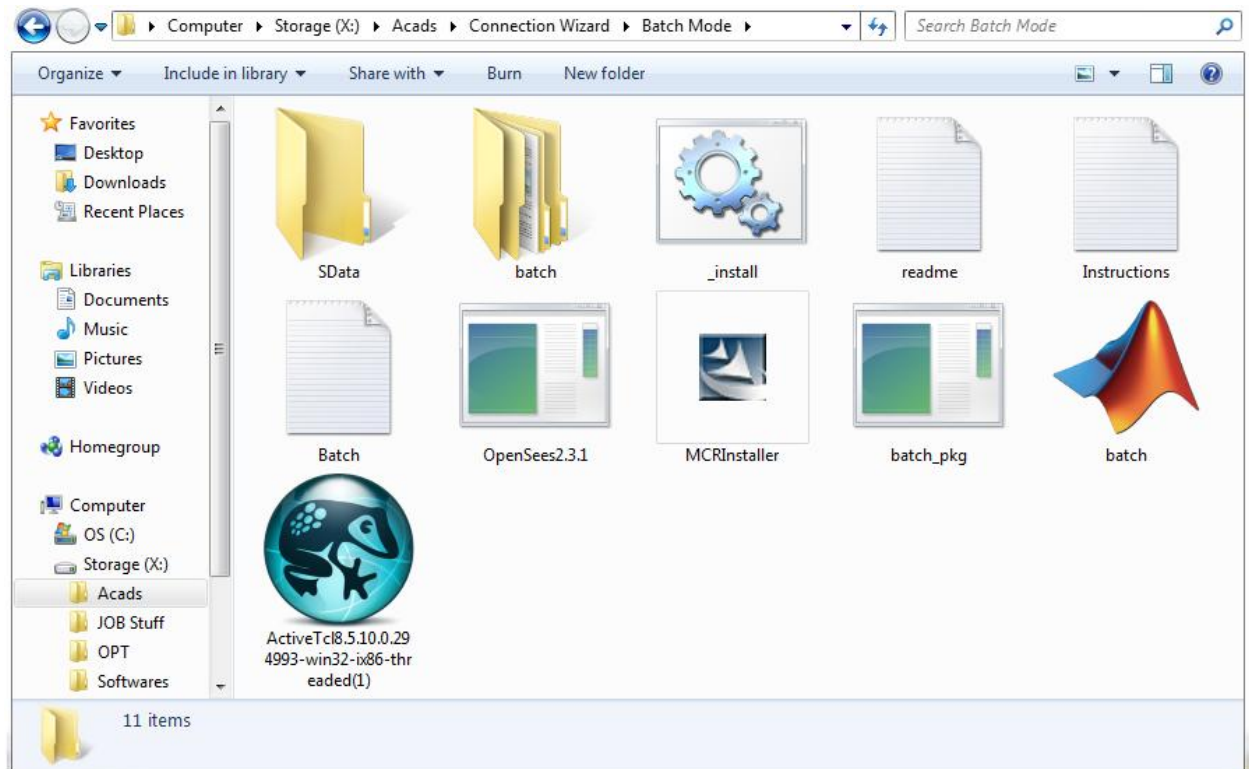 Computer Storage (X:) Acads Connection Wizard Batch Mode
Search Batch Mode
Organize Include in library Share with Burn New folder
Favorites
Desktop
Downloads
Recent Places
Libraries
Documents
Music
Pictures
Videos
Homegroup
Computer
OS (C:)
Storage (X:)
Acads
JOB Stuff
OPT
Softwares
SData
batch
_install
readme
Instructions
Batch
OpenSees2.3.1
MCRInstaller
batch_pkg
batch
ActiveTcl8.5.10.0.29
4993-win32-ix86-thr
eaded(1)
11 items